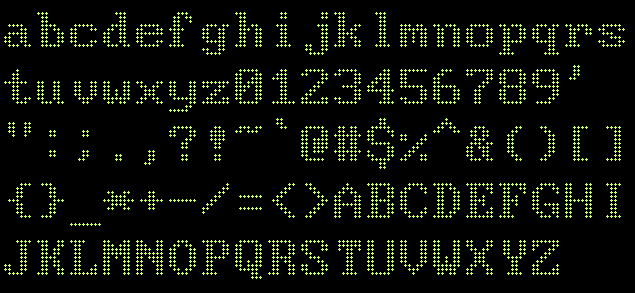 abcdefghijklmnopqrs
tuvwxyz0123456789'
":;.,?!~`@#$%^&()[]
{}_*+-/=<>ABCDEFGHI
JKLMNOPQRSTUVWXYZ